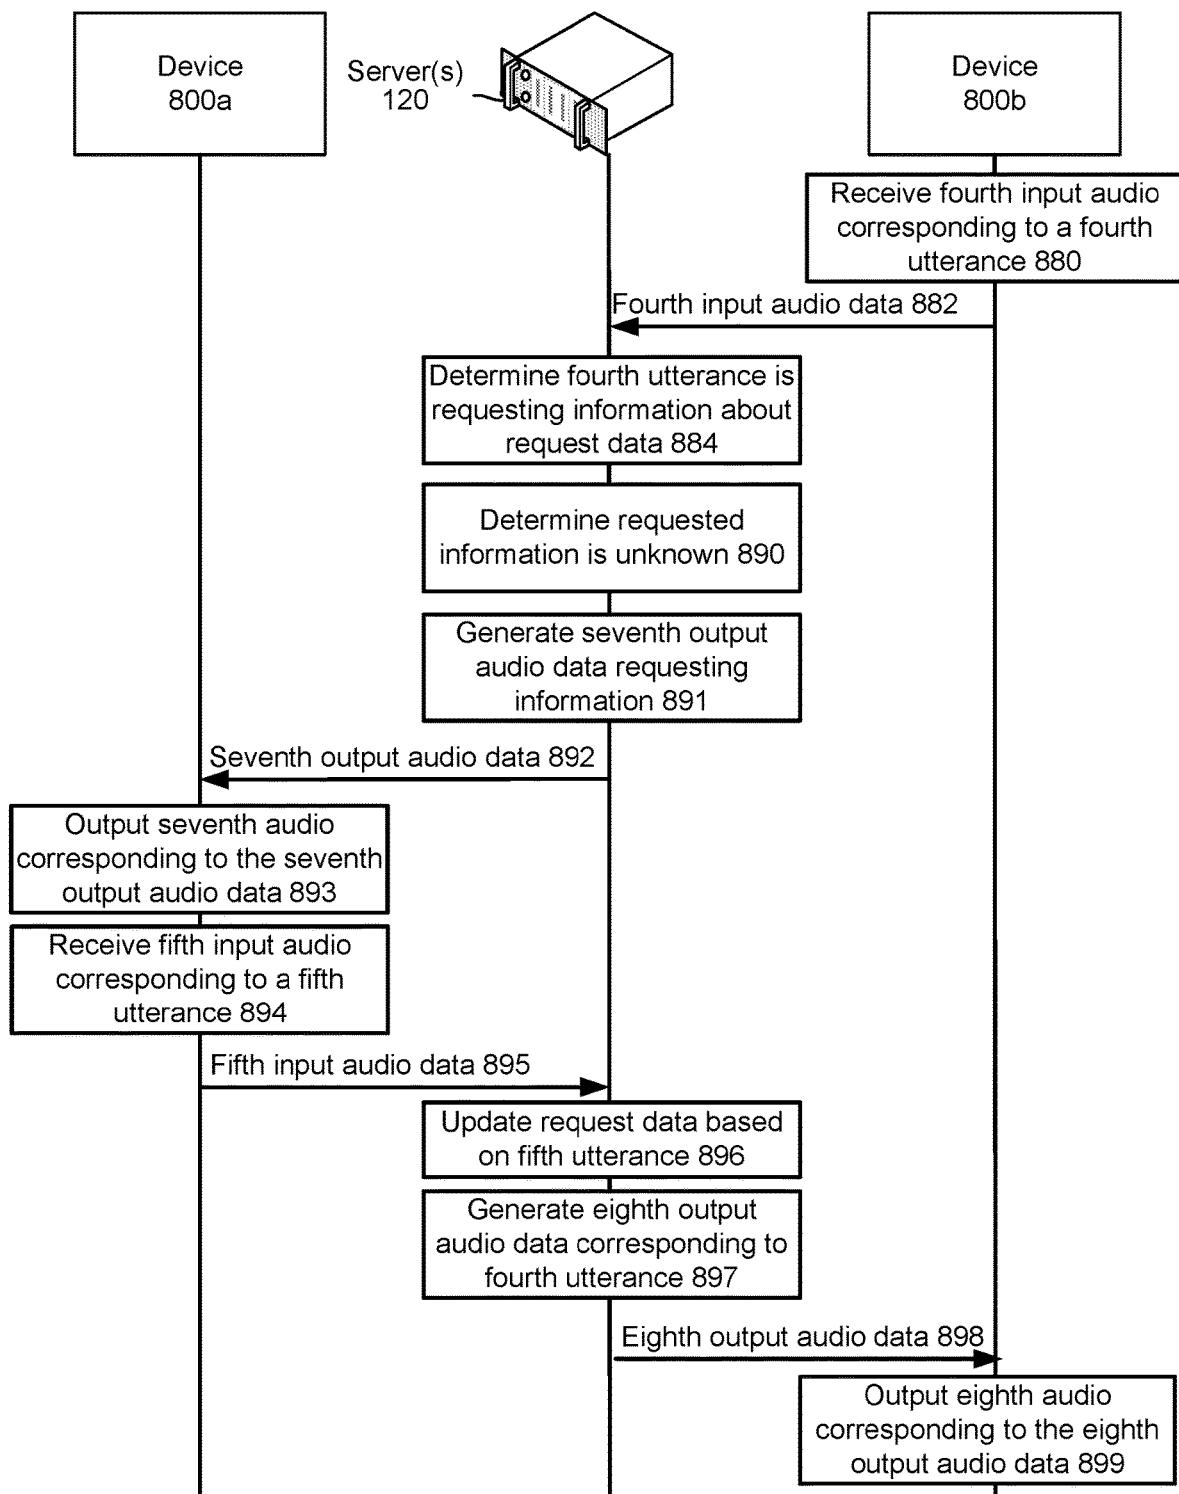 Device
800a
Server(s)
120
Device
800b
Receive fourth input audio
corresponding to a fourth
utterance 880
Fourth input audio data 882
Determine fourth utterance is
requesting information about
request data 884
Determine requested
information is unknown 890
Generate seventh output
audio data requesting
information 891
Seventh output audio data 892
Output seventh audio
corresponding to the seventh
output audio data 893
Receive fifth input audio
corresponding to a fifth
utterance 894
Fifth input audio data 895
Update request data based
on fifth utterance 896
Generate eighth output
audio data corresponding to
fourth utterance 897
Eighth output audio data 898
Output eighth audio
corresponding to the eighth
output audio data 899